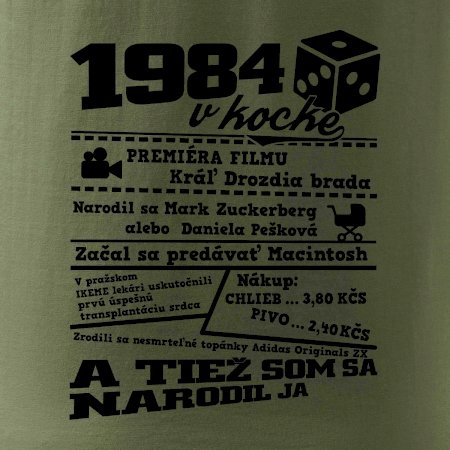 1984
v kocke
PREMIÉRA FILMU
Kráľ Drozdia brada
Narodil sa Mark Zuckerberg
alebo Daniela Pešková
Začal sa predávať Macintosh
V pražskom
IKEME lekári uskutočnili
prvú úspešnú
transplantáciu srdca
Nákup:
CHLIEB ... 3,80 KČS
PIVO ... 2,40 KČS
Zrodili sa nesmrteľné topánky Adidas Originals ZX
A TIEŽ SOM SA
NARODIL JA